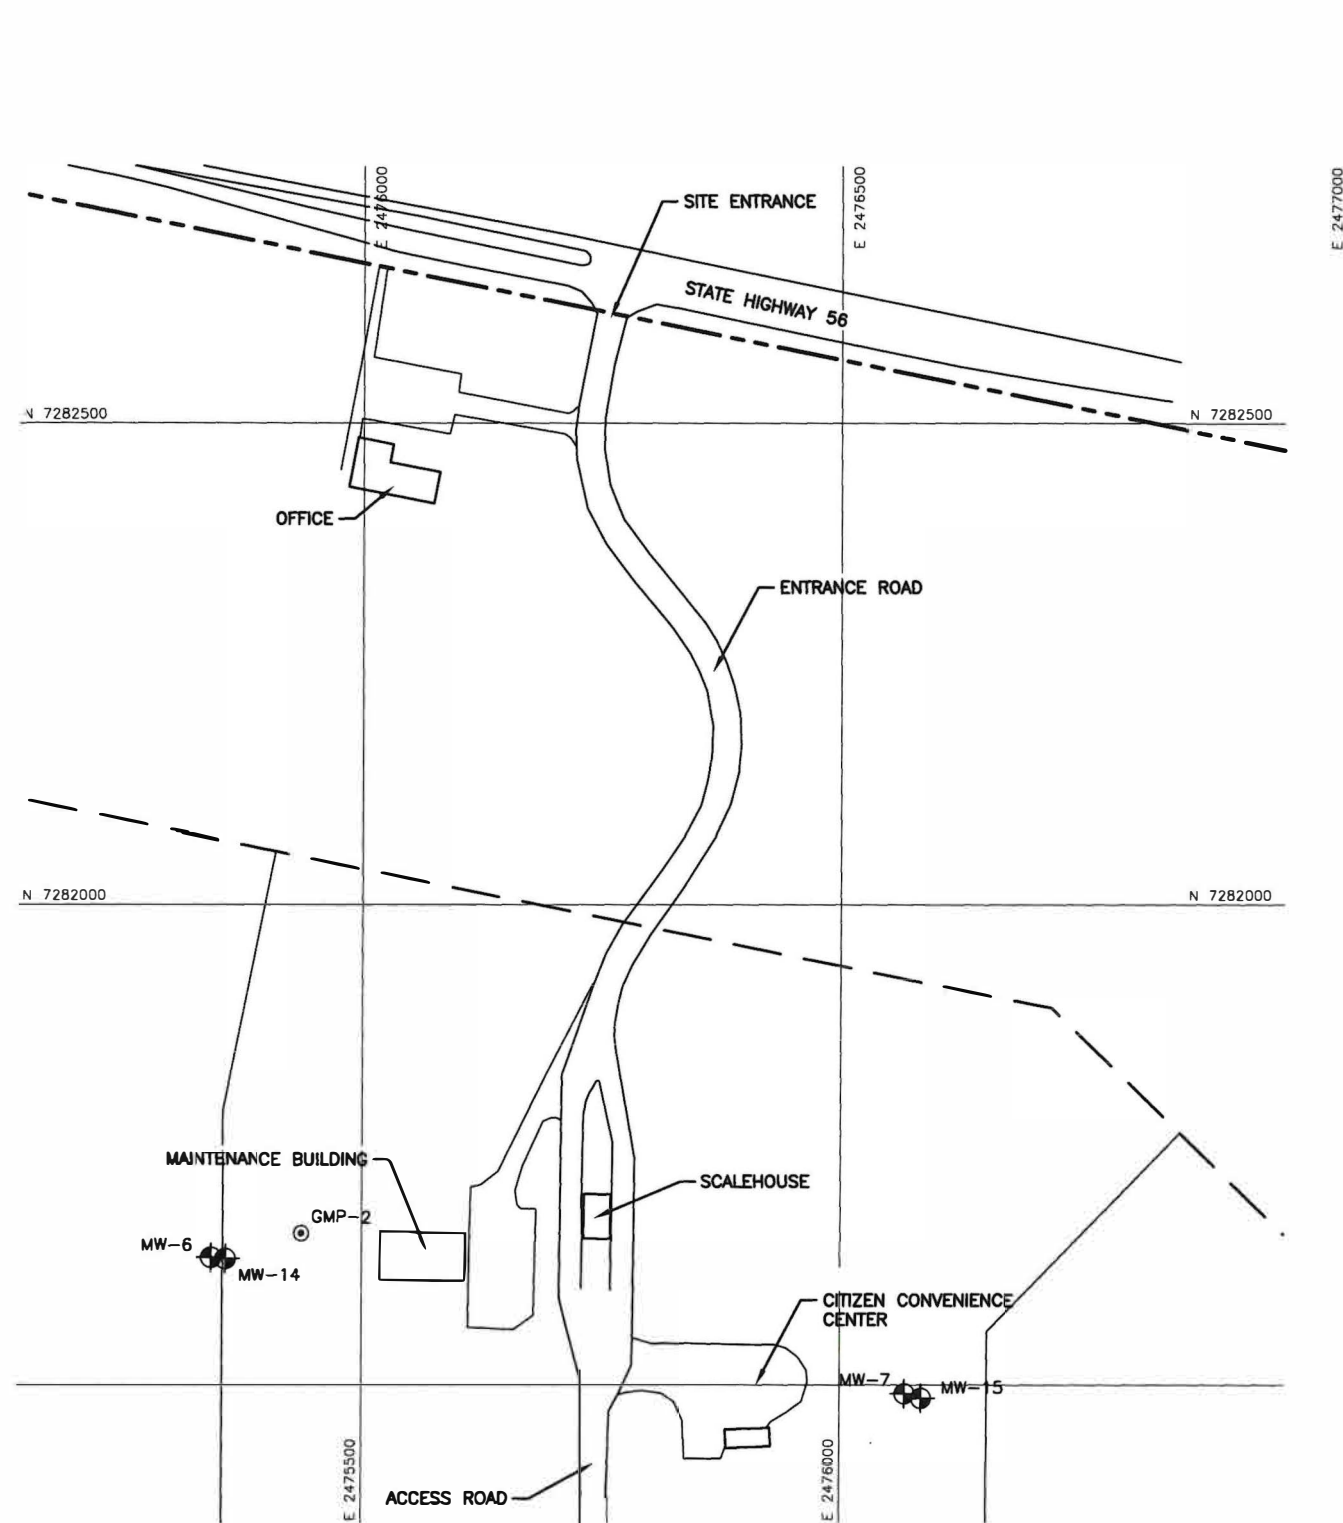 E 2476000
E 2476500
E 2477000
SITE ENTRANCE
STATE HIGHWAY 56
N 7282500
N 7282500
OFFICE
ENTRANCE ROAD
N 7282000
N 7282000
MAINTENANCE BUILDING
SCALEHOUSE
GMP-2
MW-6
MW-14
CITIZEN CONVENIENCE
CENTER
MW-7
MW-15
E 2475500
E 2476000
ACCESS ROAD